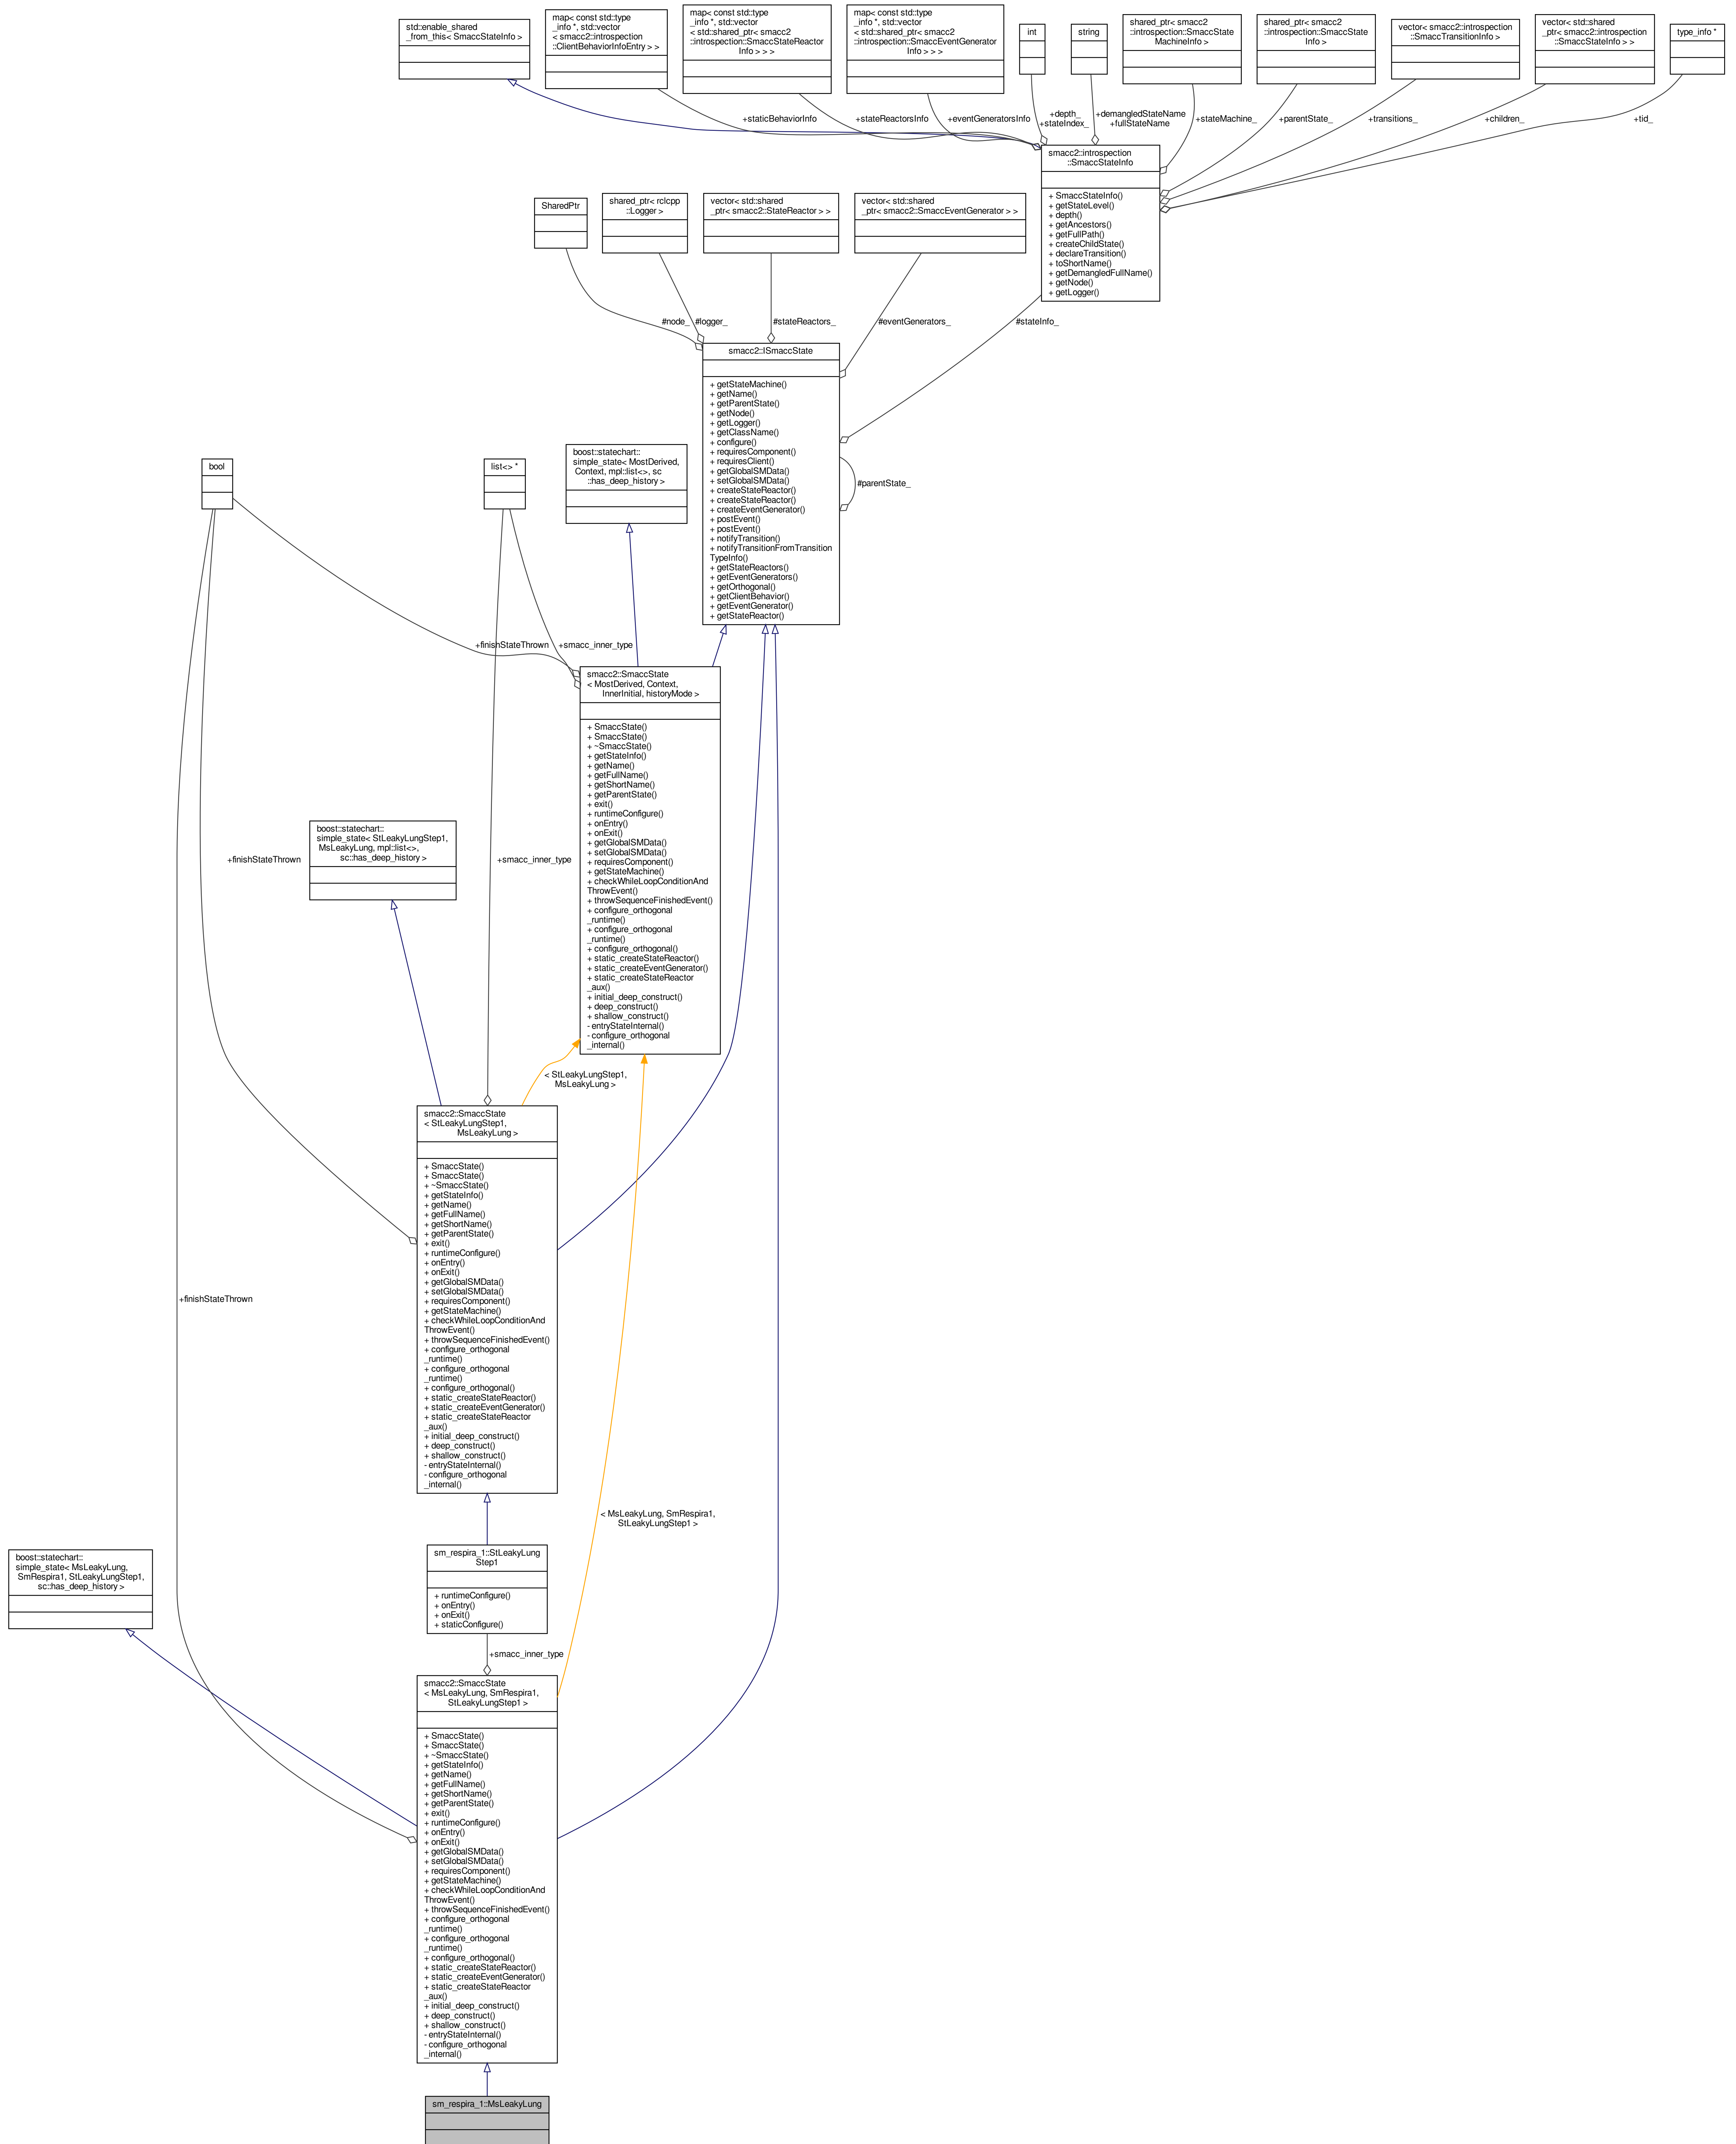 std::enable_shared
_from_this< SmaccStateInfo >
map< const std::type
_info *, std::vector
< smacc2::introspection
::ClientBehaviorInfoEntry > >
map< const std::type
_info *, std::vector
< std::shared_ptr< smacc2
::introspection::SmaccStateReactor
Info > > >
map< const std::type
_info *, std::vector
< std::shared_ptr< smacc2
::introspection::SmaccEventGenerator
Info > > >
int
string
shared_ptr< smacc2
::introspection::SmaccState
MachineInfo >
shared_ptr< smacc2
::introspection::SmaccState
Info >
vector< smacc2::introspection
::SmaccTransitionInfo >
vector< std::shared
_ptr< smacc2::introspection
::SmaccStateInfo > >
type_info *
+staticBehaviorInfo
+stateReactorsInfo
+eventGeneratorsInfo
+depth_
+stateIndex_
+demangledStateName
+fullStateName
+stateMachine_
+parentState_
+transitions_
+children_
+tid_
smacc2::introspection
::SmaccStateInfo
+ SmaccStateInfo()
+ getStateLevel()
+ depth()
+ getAncestors()
+ getFullPath()
+ createChildState()
+ declareTransition()
+ toShortName()
+ getDemangledFullName()
+ getNode()
+ getLogger()
SharedPtr
shared_ptr< rclcpp
::Logger >
vector< std::shared
_ptr< smacc2::StateReactor > >
vector< std::shared
_ptr< smacc2::SmaccEventGenerator > >
#node_
#logger_
#stateReactors_
#eventGenerators_
#stateInfo_
smacc2::ISmaccState
+ getStateMachine()
+ getName()
+ getParentState()
+ getNode()
+ getLogger()
+ getClassName()
+ configure()
+ requiresComponent()
+ requiresClient()
+ getGlobalSMData()
+ setGlobalSMData()
+ createStateReactor()
+ createStateReactor()
+ createEventGenerator()
+ postEvent()
+ postEvent()
+ notifyTransition()
+ notifyTransitionFromTransition
TypeInfo()
+ getStateReactors()
+ getEventGenerators()
+ getOrthogonal()
+ getClientBehavior()
+ getEventGenerator()
+ getStateReactor()
#parentState_
bool
list<> *
boost::statechart::
simple_state< MostDerived,
Context, mpl::list<>, sc
::has_deep_history >
+finishStateThrown
+smacc_inner_type
smacc2::SmaccState
< MostDerived, Context,
InnerInitial, historyMode >
+ SmaccState()
+ SmaccState()
+ ~SmaccState()
+ getStateInfo()
+ getName()
+ getFullName()
+ getShortName()
+ getParentState()
+ exit()
+ runtimeConfigure()
+ onEntry()
+ onExit()
+ getGlobalSMData()
+ setGlobalSMData()
+ requiresComponent()
+ getStateMachine()
+ checkWhileLoopConditionAnd
ThrowEvent()
+ throwSequenceFinishedEvent()
+ configure_orthogonal
_runtime()
+ configure_orthogonal
_runtime()
+ configure_orthogonal()
+ static_createStateReactor()
+ static_createEventGenerator()
+ static_createStateReactor
_aux()
+ initial_deep_construct()
+ deep_construct()
+ shallow_construct()
- entryStateInternal()
- configure_orthogonal
_internal()
boost::statechart::
simple_state< StLeakyLungStep1,
MsLeakyLung, mpl::list<>,
sc::has_deep_history >
+finishStateThrown
+smacc_inner_type
< StLeakyLungStep1,
MsLeakyLung >
smacc2::SmaccState
< StLeakyLungStep1,
MsLeakyLung >
+ SmaccState()
+ SmaccState()
+ ~SmaccState()
+ getStateInfo()
+ getName()
+ getFullName()
+ getShortName()
+ getParentState()
+ exit()
+ runtimeConfigure()
+ onEntry()
+ onExit()
+ getGlobalSMData()
+ setGlobalSMData()
+ requiresComponent()
+ getStateMachine()
+ checkWhileLoopConditionAnd
ThrowEvent()
+ throwSequenceFinishedEvent()
+ configure_orthogonal
_runtime()
+ configure_orthogonal
_runtime()
+ configure_orthogonal()
+ static_createStateReactor()
+ static_createEventGenerator()
+ static_createStateReactor
_aux()
+ initial_deep_construct()
+ deep_construct()
+ shallow_construct()
- entryStateInternal()
- configure_orthogonal
_internal()
+finishStateThrown
< MsLeakyLung, SmRespira1,
StLeakyLungStep1 >
boost::statechart::
simple_state< MsLeakyLung,
SmRespira1, StLeakyLungStep1,
sc::has_deep_history >
sm_respira_1::StLeakyLung
Step1
+ runtimeConfigure()
+ onEntry()
+ onExit()
+ staticConfigure()
+smacc_inner_type
smacc2::SmaccState
< MsLeakyLung, SmRespira1,
StLeakyLungStep1 >
+ SmaccState()
+ SmaccState()
+ ~SmaccState()
+ getStateInfo()
+ getName()
+ getFullName()
+ getShortName()
+ getParentState()
+ exit()
+ runtimeConfigure()
+ onEntry()
+ onExit()
+ getGlobalSMData()
+ setGlobalSMData()
+ requiresComponent()
+ getStateMachine()
+ checkWhileLoopConditionAnd
ThrowEvent()
+ throwSequenceFinishedEvent()
+ configure_orthogonal
_runtime()
+ configure_orthogonal
_runtime()
+ configure_orthogonal()
+ static_createStateReactor()
+ static_createEventGenerator()
+ static_createStateReactor
_aux()
+ initial_deep_construct()
+ deep_construct()
+ shallow_construct()
- entryStateInternal()
- configure_orthogonal
_internal()
sm_respira_1::MsLeakyLung